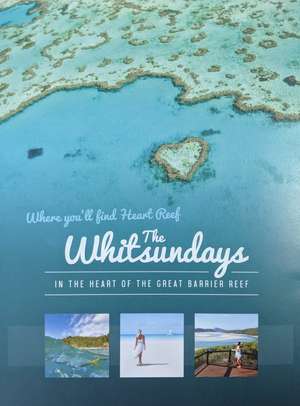 Where you'll find Heart Reef
The
Whitsundays
IN THE HEART OF THE GREAT BARRIER REEF